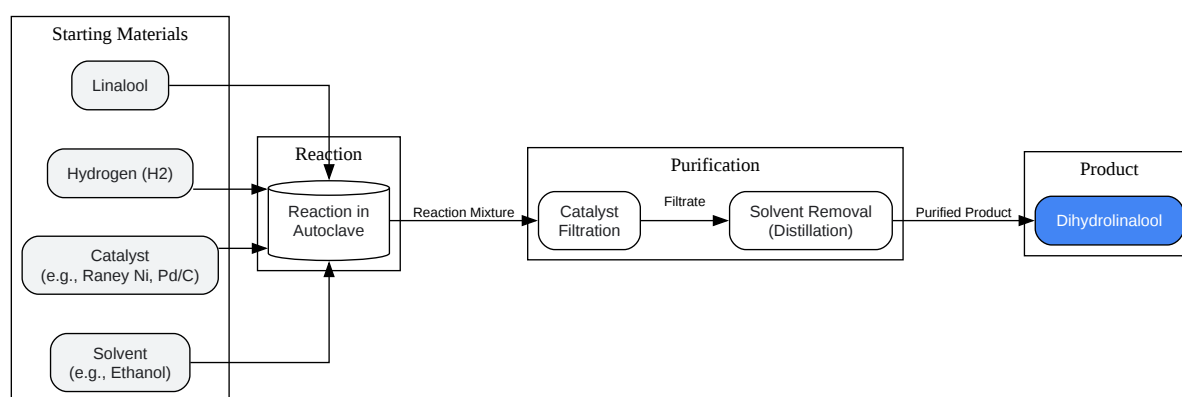 Starting Materials
Linalool
Hydrogen (H2)
Catalyst
(e.g., Raney Ni, Pd/C)
Solvent
(e.g., Ethanol)
Reaction
Reaction in
Autoclave
Reaction Mixture
Purification
Catalyst
Filtration
Filtrate
Solvent Removal
(Distillation)
Purified Product
Product
Dihydrolinalool